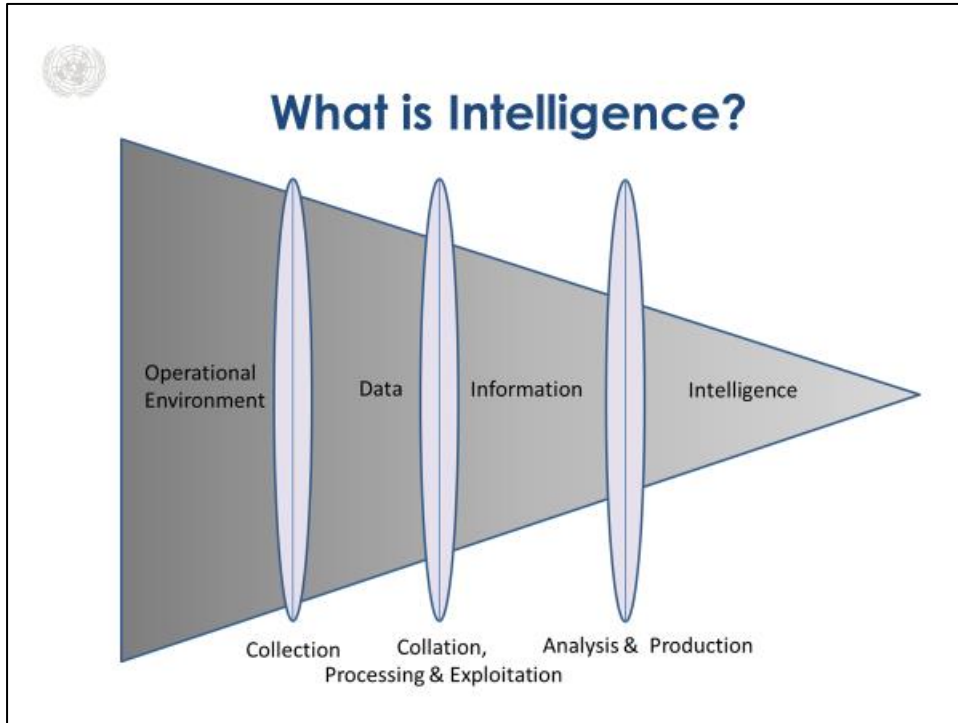 What is Intelligence?
Operational
Environment
Data
Information
Intelligence
Collection
Collation,
Processing & Exploitation
Analysis & Production